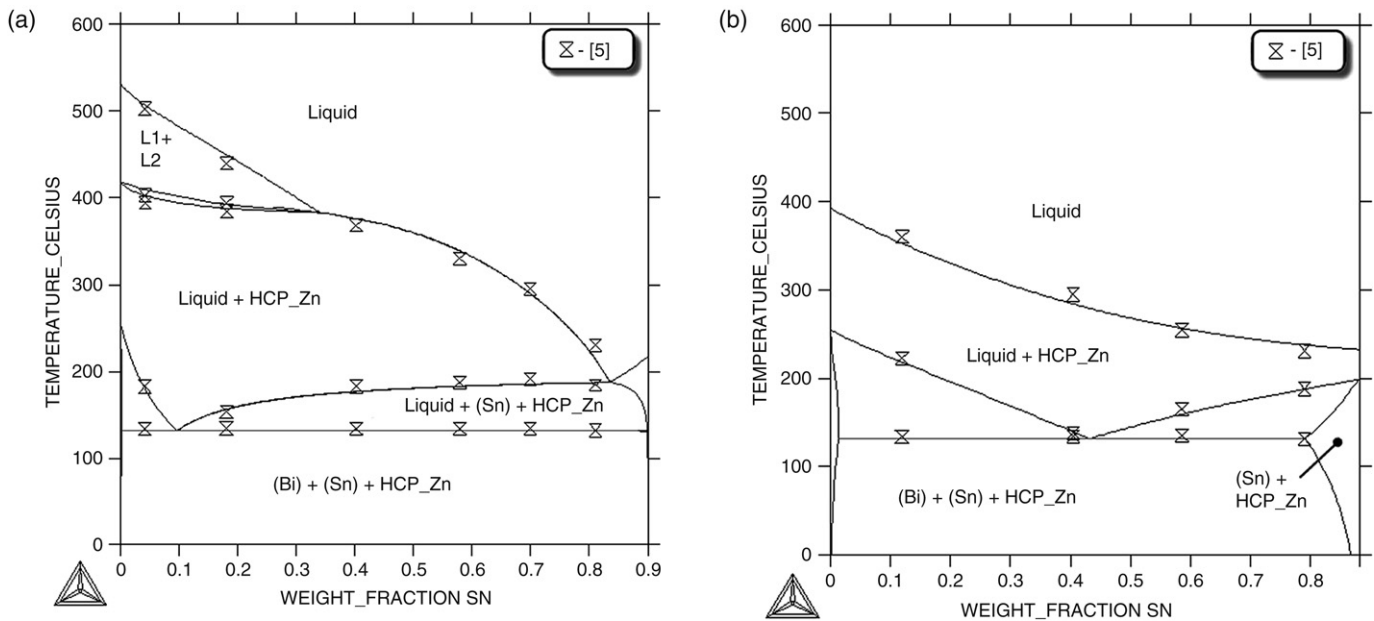 (a)
600
500
400
300
200
100
0
TEMPERATURE_CELSIUS
⧖ - [5]
Liquid
L1+
L2
Liquid + HCP_Zn
Liquid + (Sn) + HCP_Zn
(Bi) + (Sn) + HCP_Zn
0 0.1 0.2 0.3 0.4 0.5 0.6 0.7 0.8 0.9
WEIGHT_FRACTION SN
(b)
600
500
400
300
200
100
0
TEMPERATURE_CELSIUS
⧖ - [5]
Liquid
Liquid + HCP_Zn
(Bi) + (Sn) + HCP_Zn
(Sn) +
HCP_Zn
0 0.1 0.2 0.3 0.4 0.5 0.6 0.7 0.8
WEIGHT_FRACTION SN